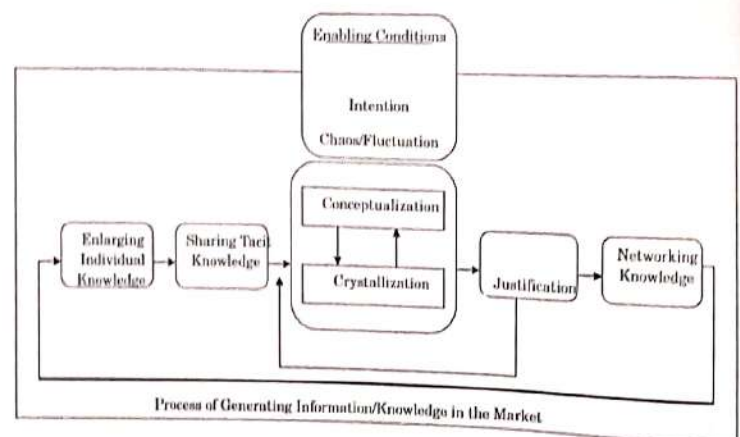 Enabling Conditions
Intention
Chaos/Fluctuation
Conceptualization
Crystallization
Enlarging
Individual
Knowledge
Sharing Tacit
Knowledge
Justification
Networking
Knowledge
Process of Generating Information/Knowledge in the Market